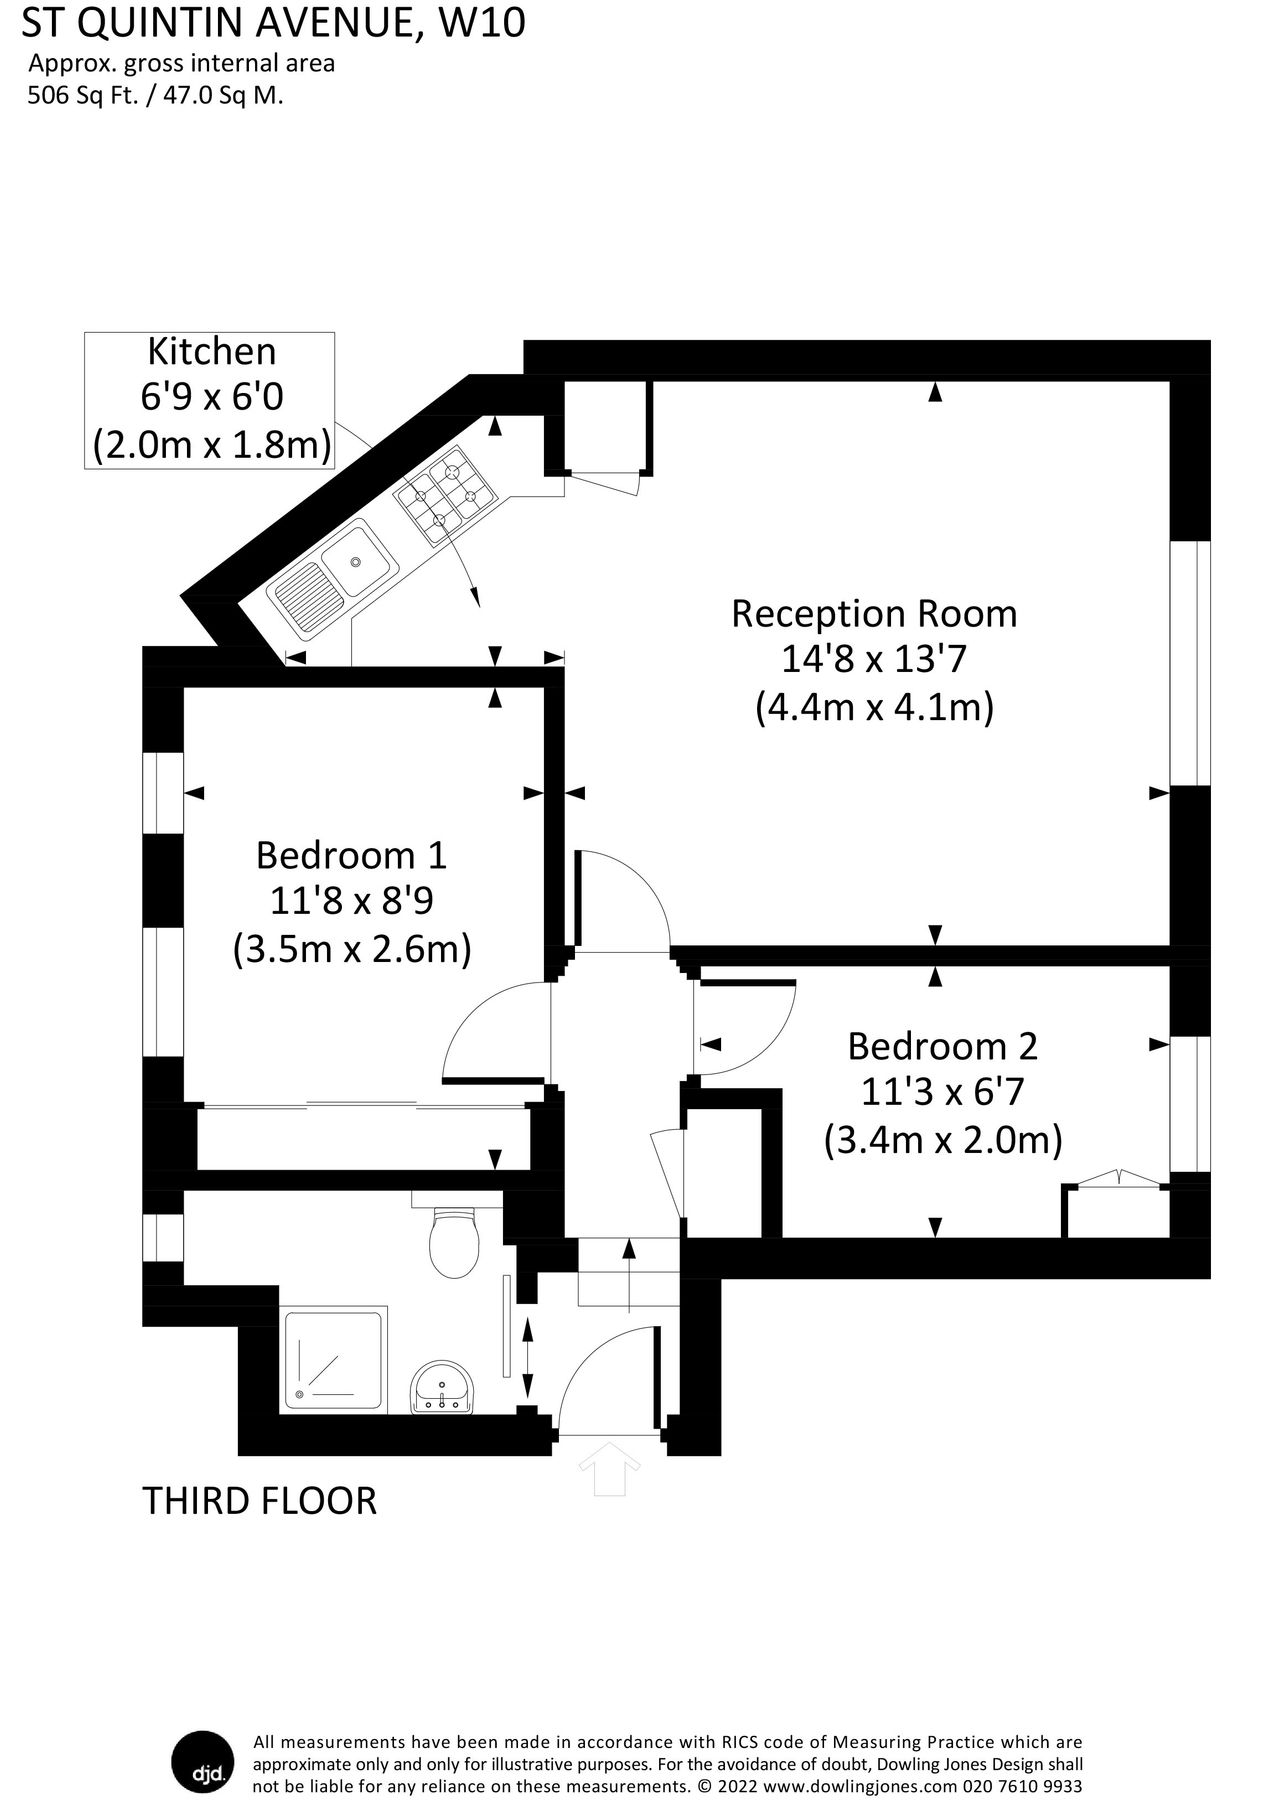 ST QUINTIN AVENUE, W10
Approx. gross internal area
506 Sq Ft. / 47.0 Sq M.
Kitchen
6'9 x 6'0
(2.0m x 1.8m)
Reception Room
14'8 x 13'7
(4.4m x 4.1m)
Bedroom 1
11'8 x 8'9
(3.5m x 2.6m)
Bedroom 2
11'3 x 6'7
(3.4m x 2.0m)
THIRD FLOOR
djd.
All measurements have been made in accordance with RICS code of Measuring Practice which are
approximate only and only for illustrative purposes. For the avoidance of doubt, Dowling Jones Design shall
not be liable for any reliance on these measurements. © 2022 www.dowlingjones.com 020 7610 9933